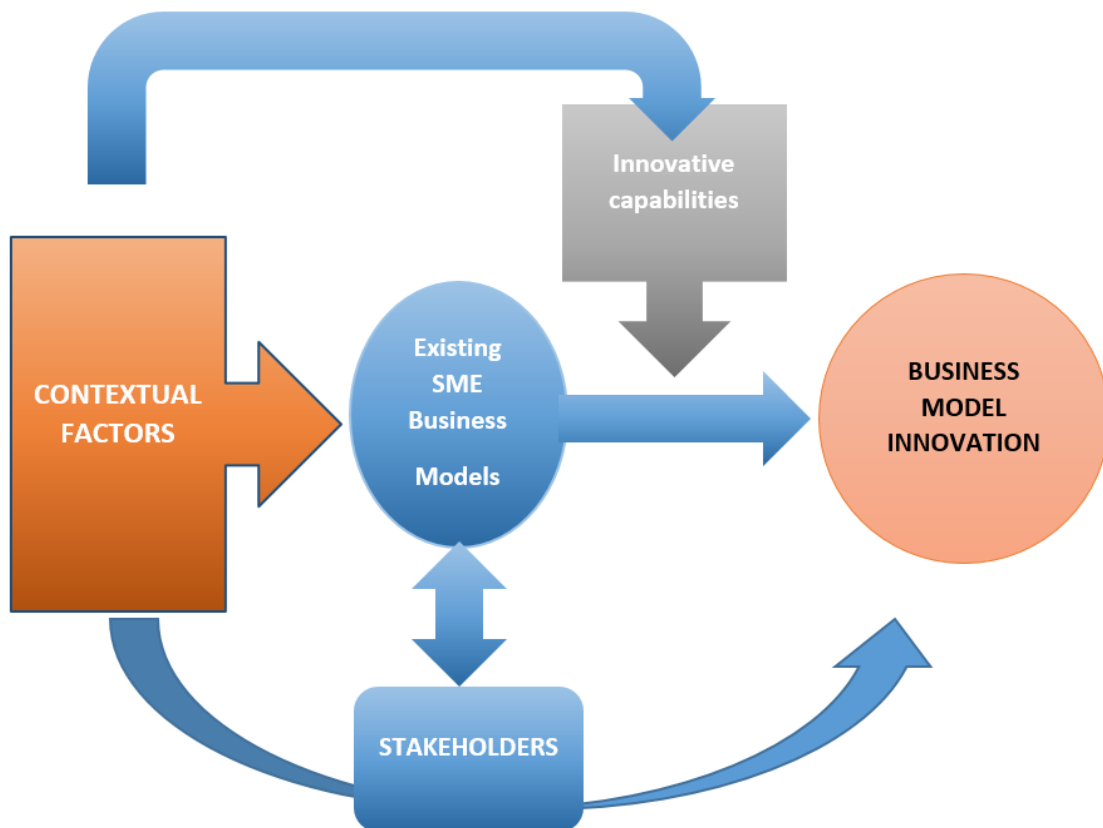 Innovative
capabilities
CONTEXTUAL
FACTORS
Existing
SME
Business
Models
BUSINESS
MODEL
INNOVATION
STAKEHOLDERS